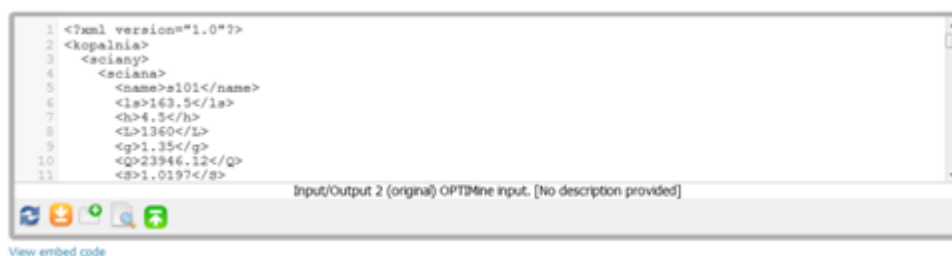 1 <?xml version="1.0"?>
2 <kopalnia>
3 <sciany>
4 <sciana>
5 <name>s101</name>
6 <ls>163.5</ls>
7 <h>4.5</h>
8 <L>1360</L>
9 <g>1.35</g>
10 <Q>23946.12</Q>
11 <S>1.0197</S>
Input/Output 2 (original) OPTIMine input. [No description provided]
View embed code